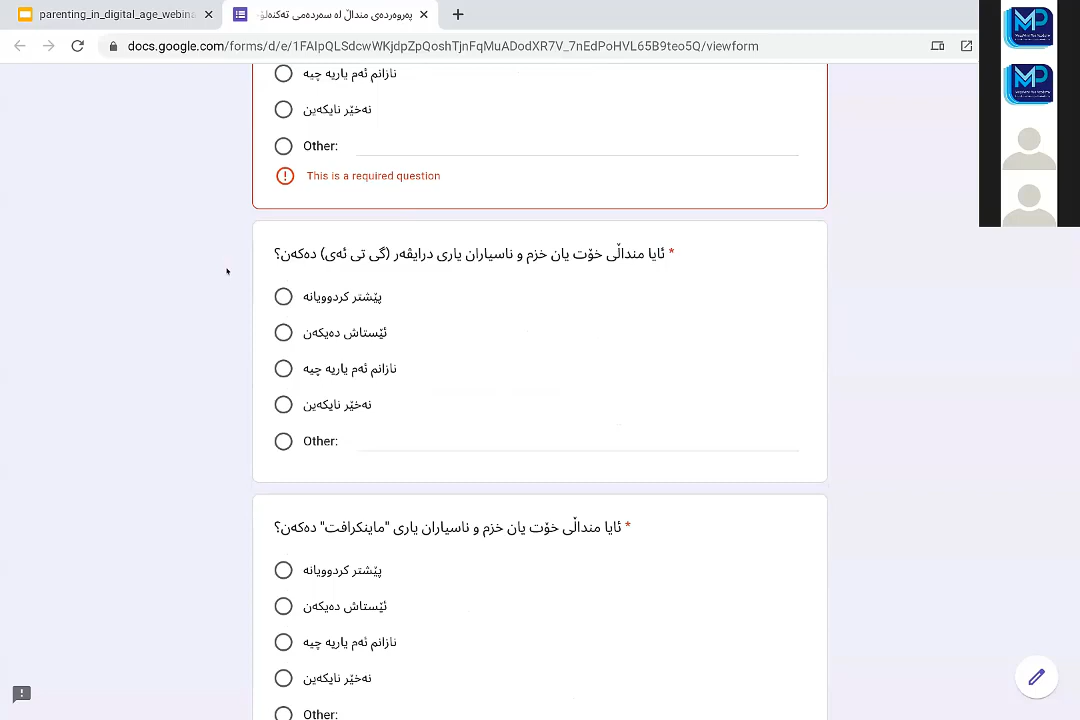 parenting_in_digital_age_webina
پەروەردەی منداڵ لە سەردەمی تەکنەلۆ
docs.google.com/forms/d/e/1FAIpQLSdcwWKjdpZpQoshTjnFqMuADodXR7V_7nEdPoHVL65B9teo5Q/viewform
نازانم ئەم یاریە چیە
نەخێر نایکەین
Other:
This is a required question
ئایا منداڵی خۆت یان خزم و ناسیاران یاری درایڤەر (گی تی ئەی) دەکەن؟ *
پێشتر کردوویانە
ئێستاش دەیکەن
نازانم ئەم یاریە چیە
نەخێر نایکەین
Other:
ئایا منداڵی خۆت یان خزم و ناسیاران یاری "ماینکرافت" دەکەن؟ *
پێشتر کردوویانە
ئێستاش دەیکەن
نازانم ئەم یاریە چیە
نەخێر نایکەین
Other:
MP
MP